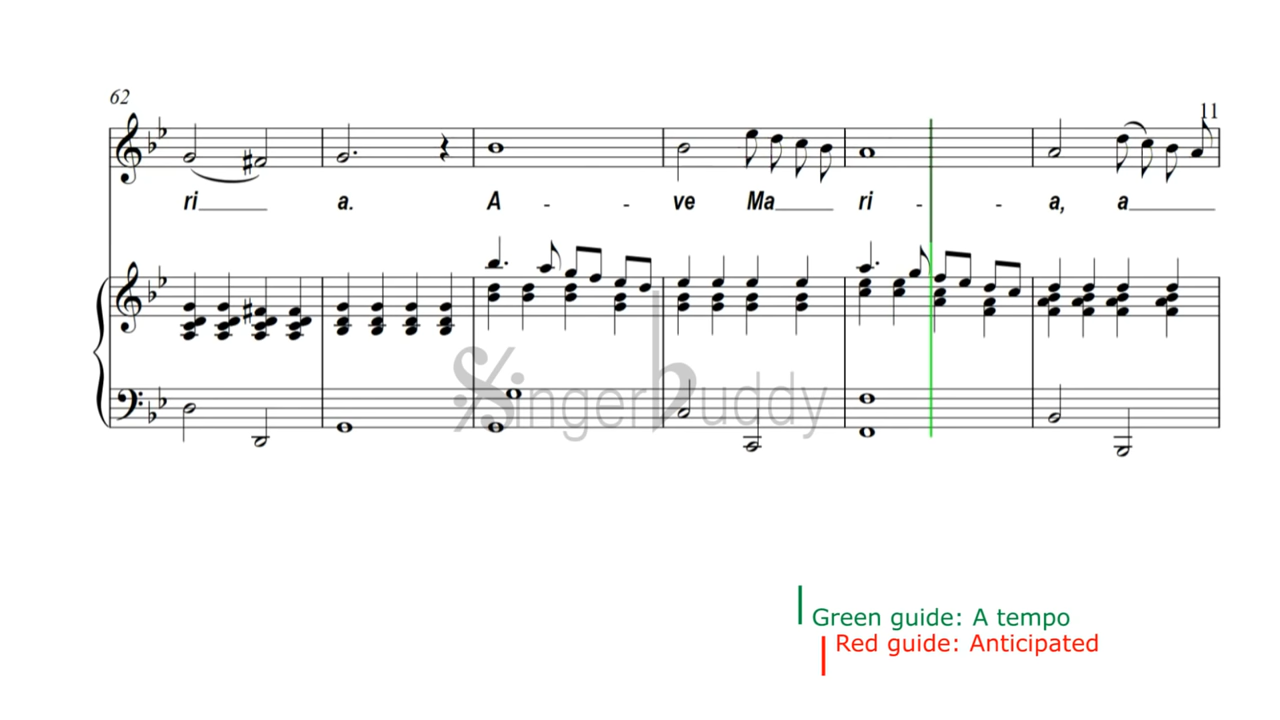 62
11
ri a. A - - ve Ma ri - - a, a
Singerbuddy
Green guide: A tempo
Red guide: Anticipated